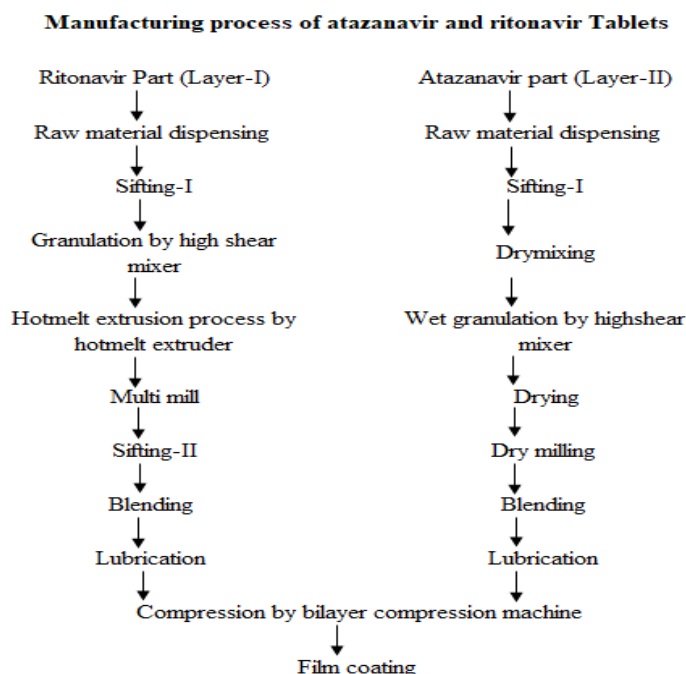 Manufacturing process of atazanavir and ritonavir Tablets
Ritonavir Part (Layer-I)
Raw material dispensing
Sifting-I
Granulation by high shear
mixer
Hotmelt extrusion process by
hotmelt extruder
Multi mill
Sifting-II
Blending
Lubrication
Atazanavir part (Layer-II)
Raw material dispensing
Sifting-I
Drymixing
Wet granulation by highshear
mixer
Drying
Dry milling
Blending
Lubrication
Compression by bilayer compression machine
Film coating